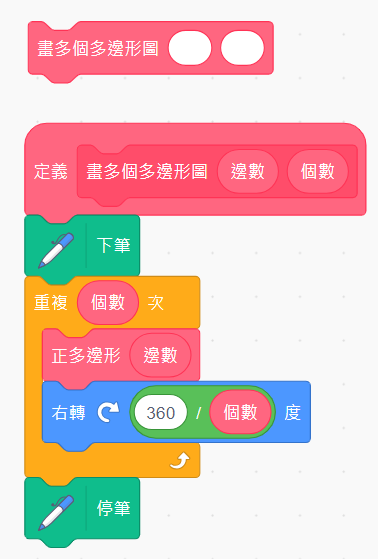 畫多個多邊形圖
定義 畫多個多邊形圖 邊數 個數
下筆
重複 個數 次
正多邊形 邊數
右轉 360 / 個數 度
停筆